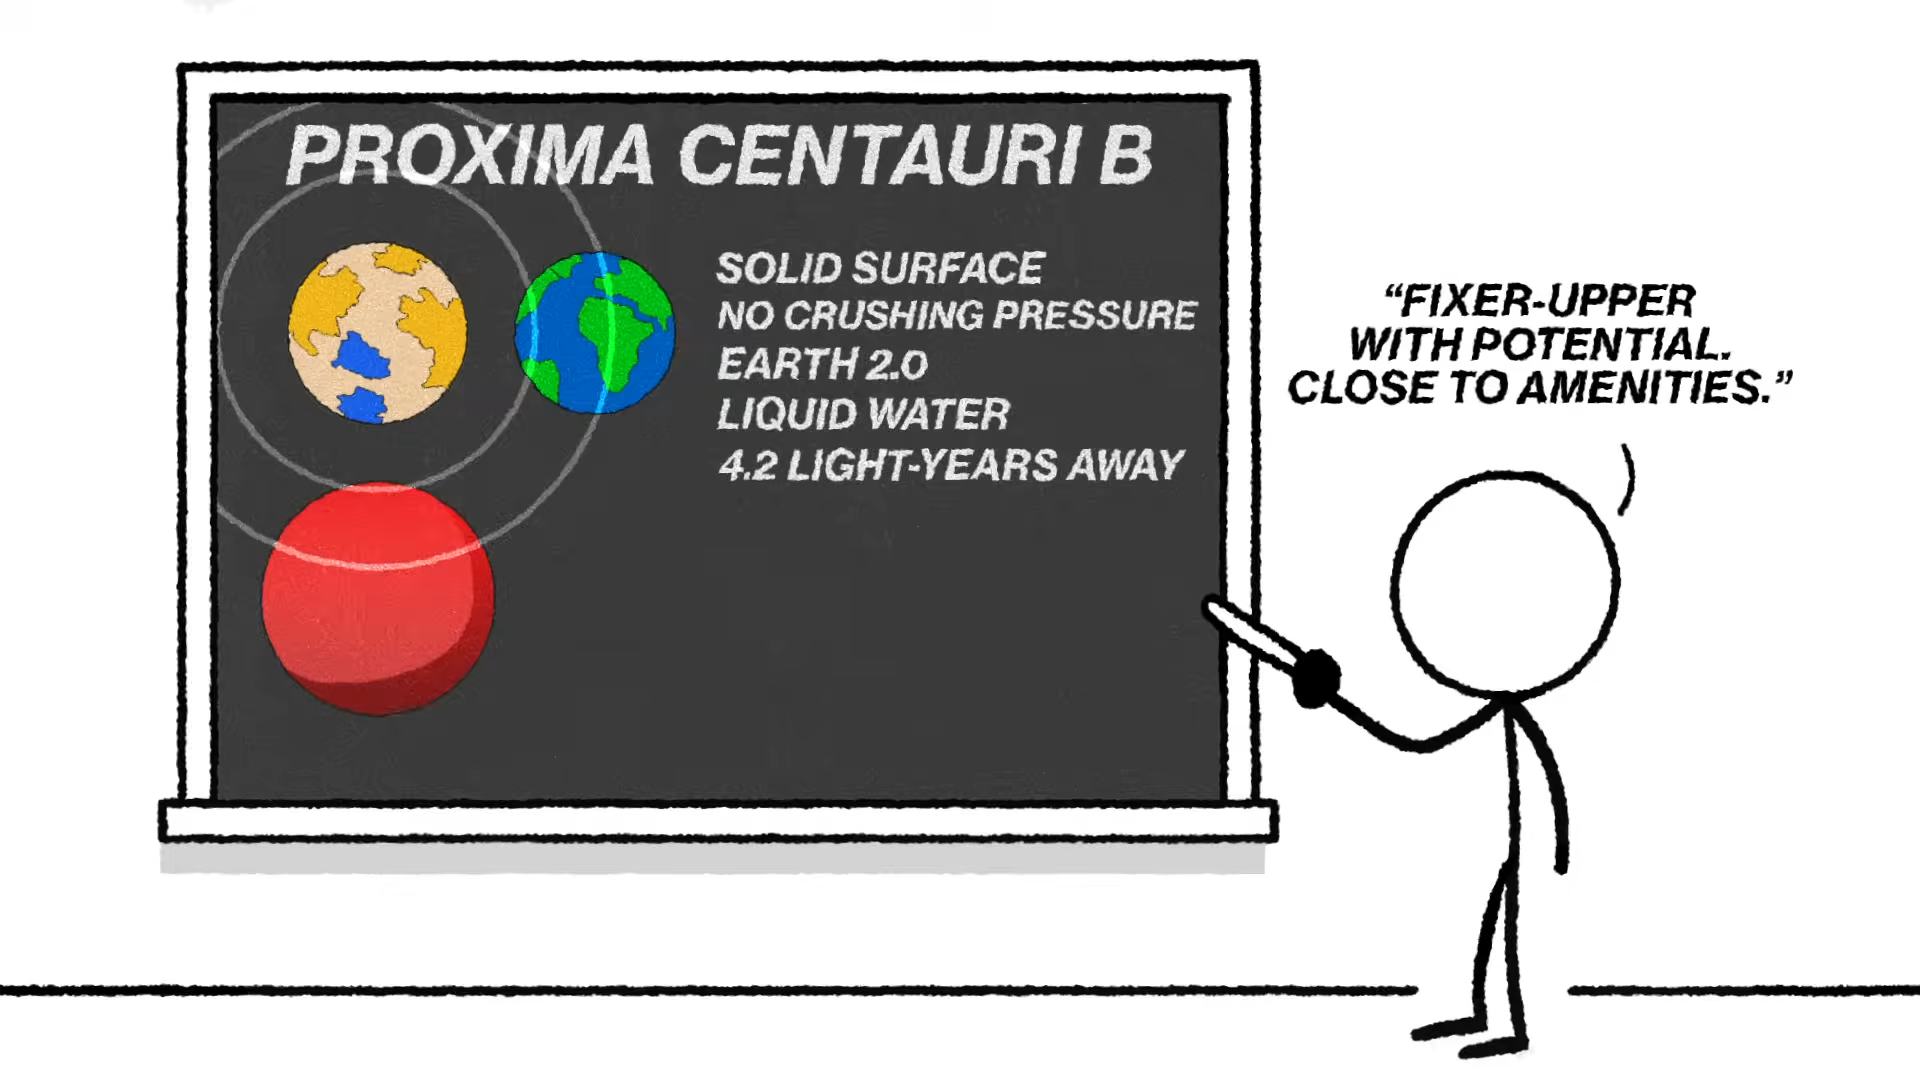 PROXIMA CENTAURI B
SOLID SURFACE
NO CRUSHING PRESSURE
EARTH 2.0
LIQUID WATER
4.2 LIGHT-YEARS AWAY
“FIXER-UPPER
WITH POTENTIAL.
CLOSE TO AMENITIES.”